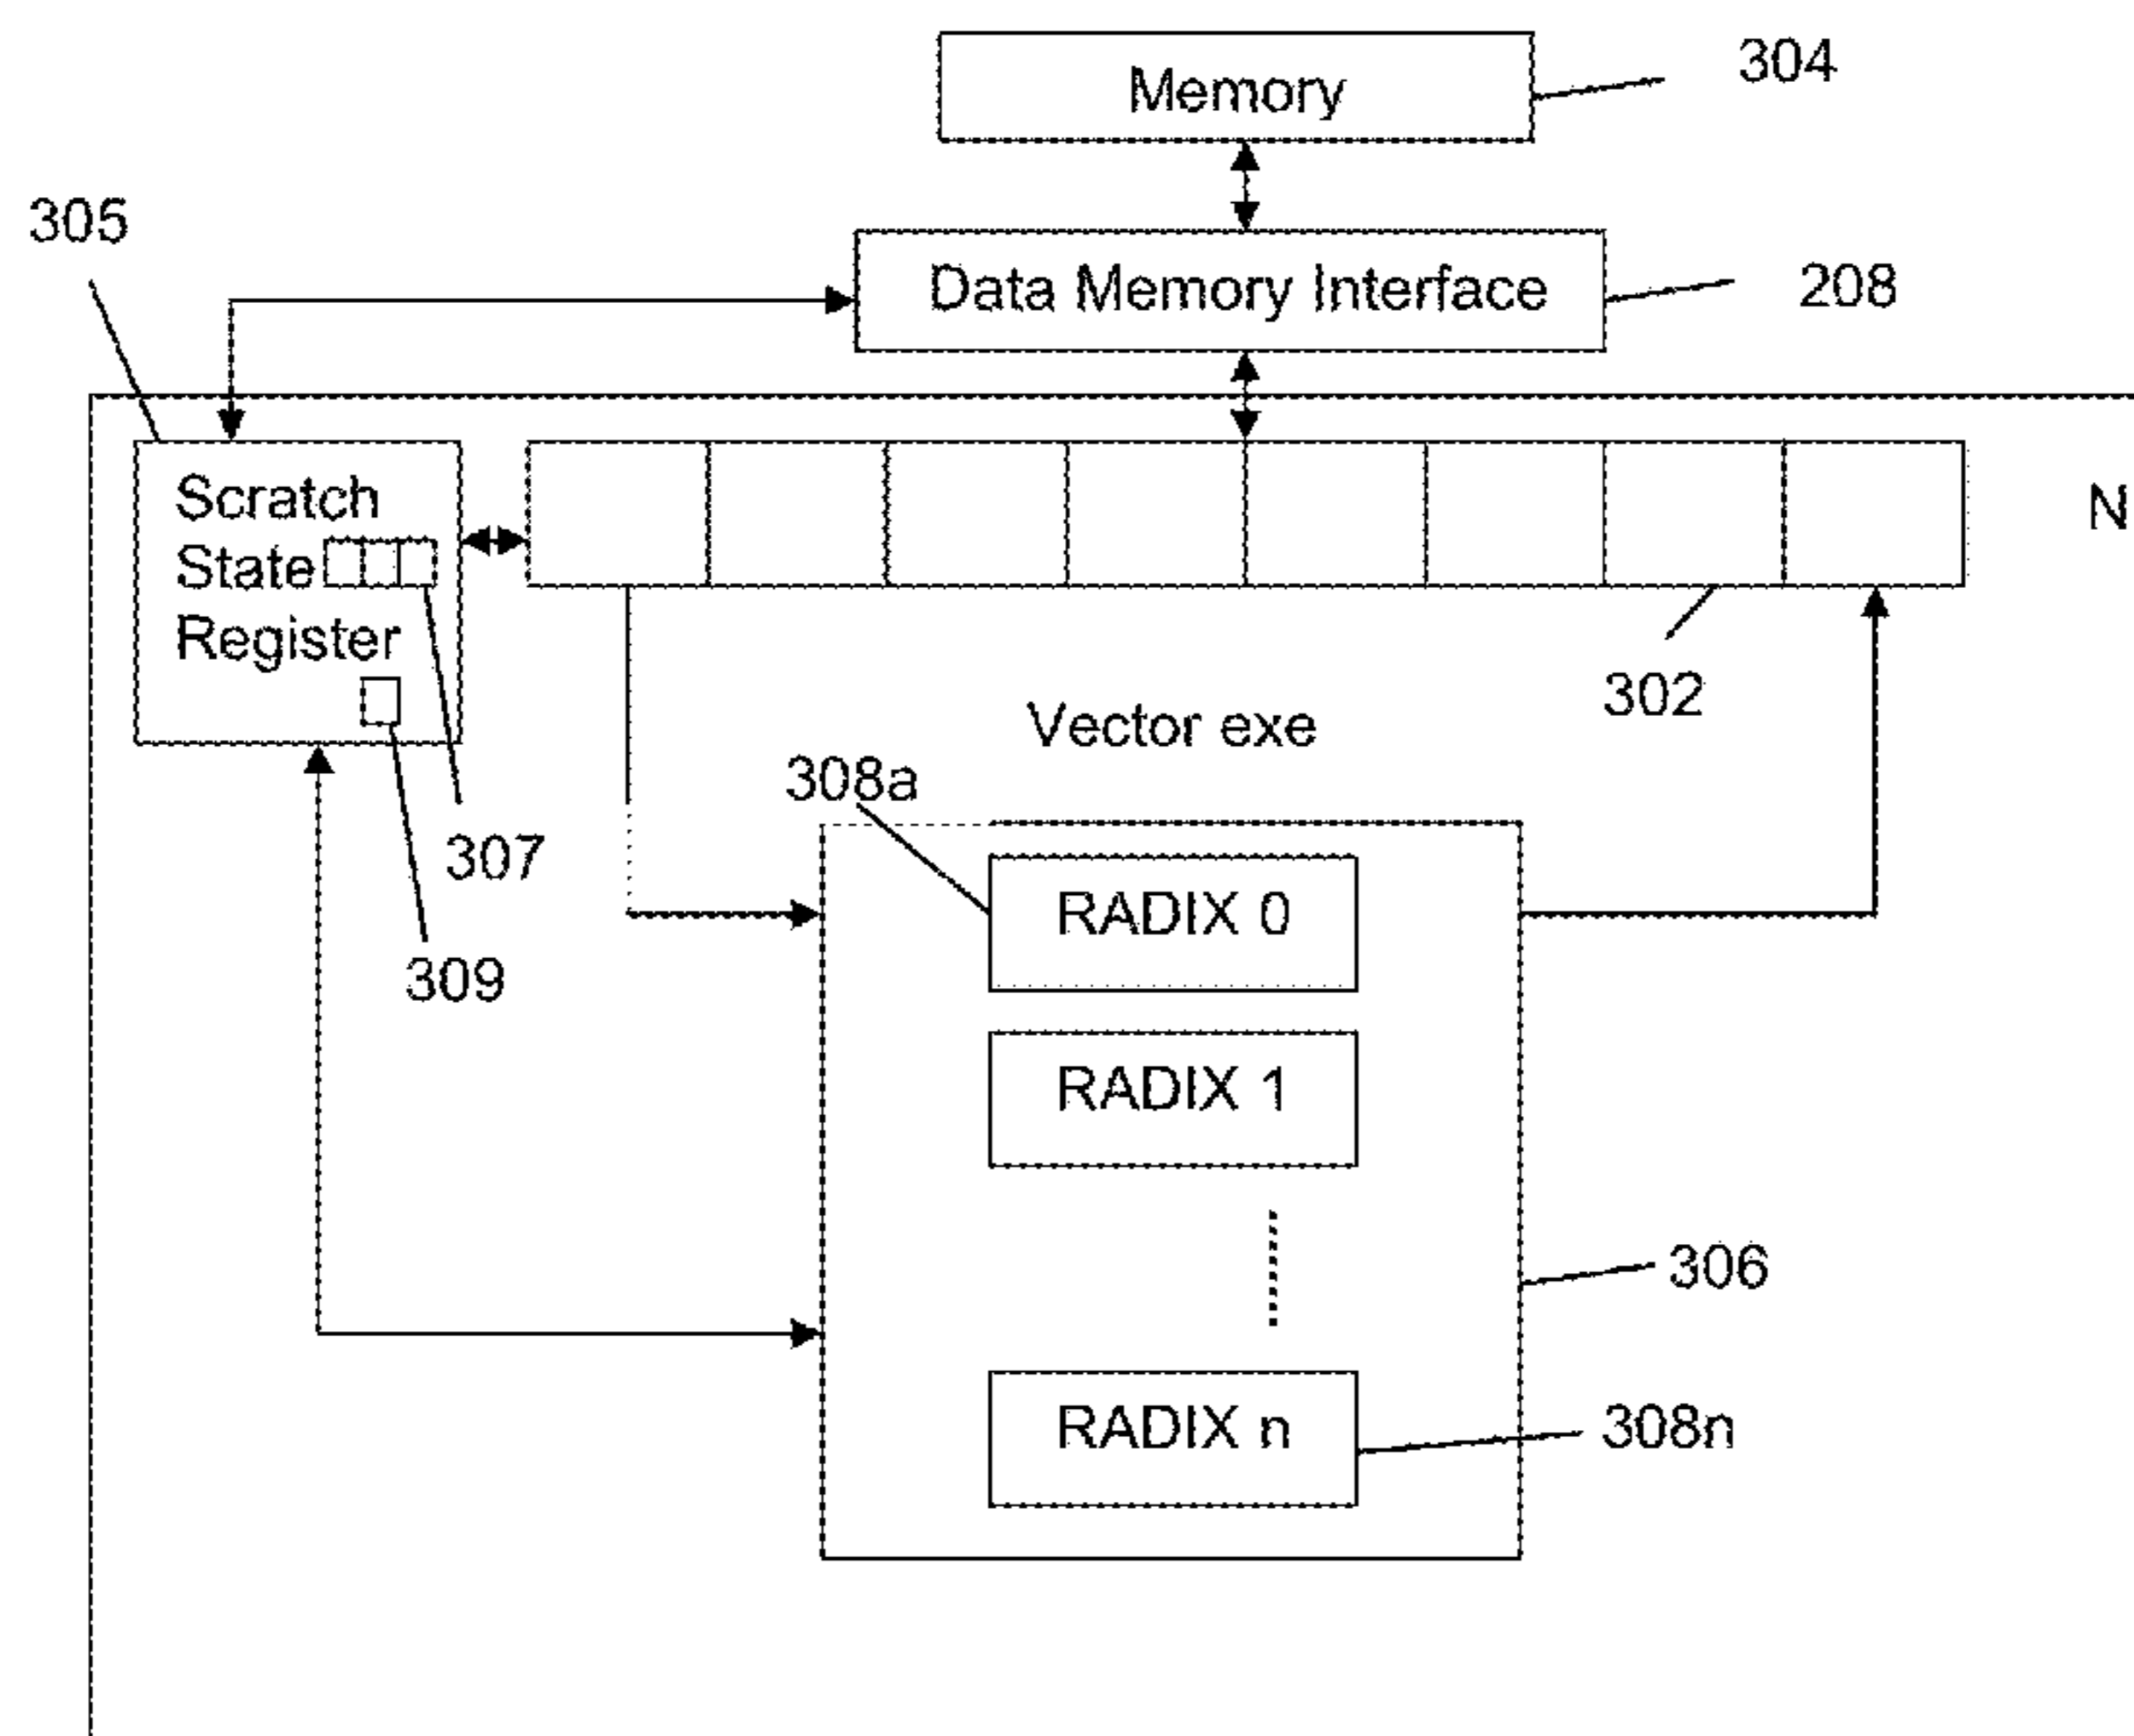 Memory
304
305
Data Memory Interface
208
Scratch
State
Register
N
302
Vector exe
308a
307
RADIX 0
309
RADIX 1
306
RADIX n
308n